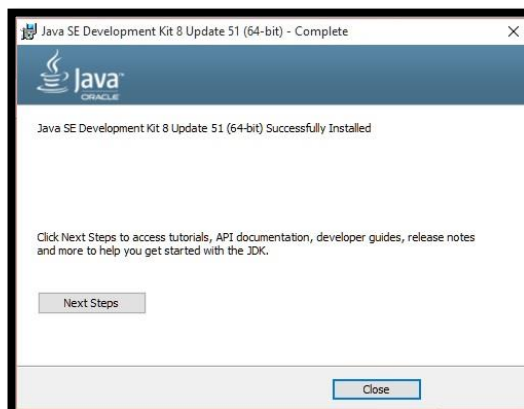 Java SE Development Kit 8 Update 51 (64-bit) - Complete
Java
ORACLE
Java SE Development Kit 8 Update 51 (64-bit) Successfully Installed
Click Next Steps to access tutorials, API documentation, developer guides, release notes
and more to help you get started with the JDK.
Next Steps
Close